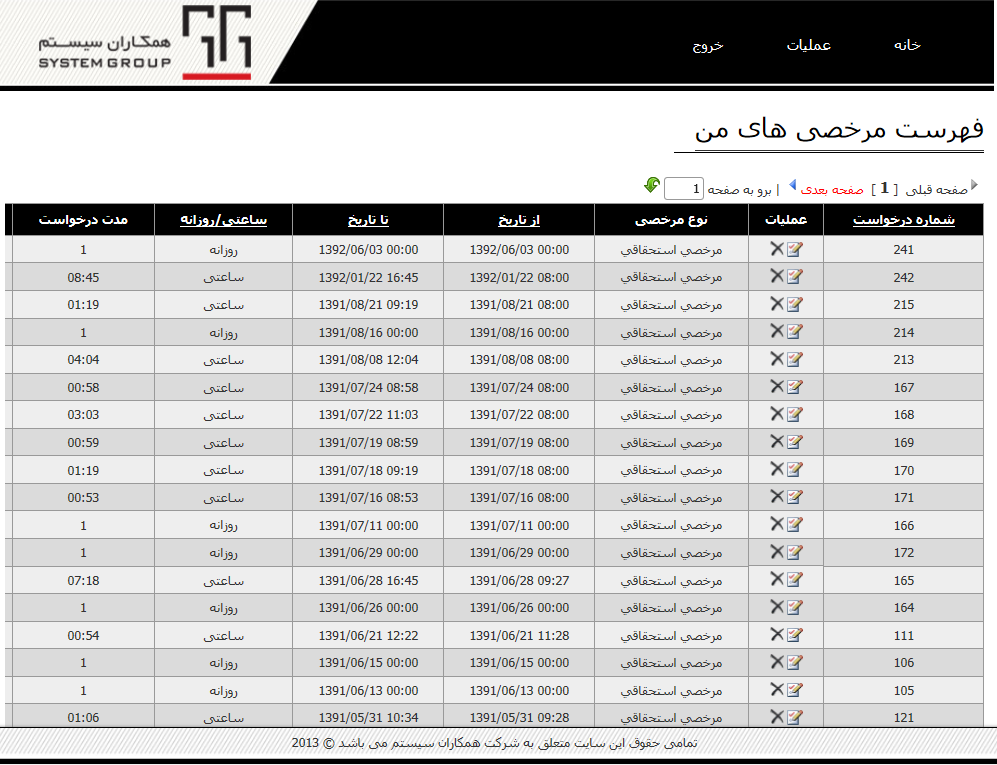 خانه عملیات خروج
همکاران سیستم
SYSTEM GROUP
فهرست مرخصی های من
صفحه قبلی [ 1 ] صفحه بعدی | برو به صفحه 1
شماره درخواست عملیات نوع مرخصی از تاریخ تا تاریخ ساعتی/روزانه مدت درخواست
241 مرخصي استحقاقي 1392/06/03 00:00 1392/06/03 00:00 روزانه 1
242 مرخصي استحقاقي 1392/01/22 08:00 1392/01/22 16:45 ساعتی 08:45
215 مرخصي استحقاقي 1391/08/21 08:00 1391/08/21 09:19 ساعتی 01:19
214 مرخصي استحقاقي 1391/08/16 00:00 1391/08/16 00:00 روزانه 1
213 مرخصي استحقاقي 1391/08/08 08:00 1391/08/08 12:04 ساعتی 04:04
167 مرخصي استحقاقي 1391/07/24 08:00 1391/07/24 08:58 ساعتی 00:58
168 مرخصي استحقاقي 1391/07/22 08:00 1391/07/22 11:03 ساعتی 03:03
169 مرخصي استحقاقي 1391/07/19 08:00 1391/07/19 08:59 ساعتی 00:59
170 مرخصي استحقاقي 1391/07/18 08:00 1391/07/18 09:19 ساعتی 01:19
171 مرخصي استحقاقي 1391/07/16 08:00 1391/07/16 08:53 ساعتی 00:53
166 مرخصي استحقاقي 1391/07/11 00:00 1391/07/11 00:00 روزانه 1
172 مرخصي استحقاقي 1391/06/29 00:00 1391/06/29 00:00 روزانه 1
165 مرخصي استحقاقي 1391/06/28 09:27 1391/06/28 16:45 ساعتی 07:18
164 مرخصي استحقاقي 1391/06/26 00:00 1391/06/26 00:00 روزانه 1
111 مرخصي استحقاقي 1391/06/21 11:28 1391/06/21 12:22 ساعتی 00:54
106 مرخصي استحقاقي 1391/06/15 00:00 1391/06/15 00:00 روزانه 1
105 مرخصي استحقاقي 1391/06/13 00:00 1391/06/13 00:00 روزانه 1
121 مرخصي استحقاقي 1391/05/31 09:28 1391/05/31 10:34 ساعتی 01:06
تمامی حقوق این سایت متعلق به شرکت همکاران سیستم می باشد © 2013